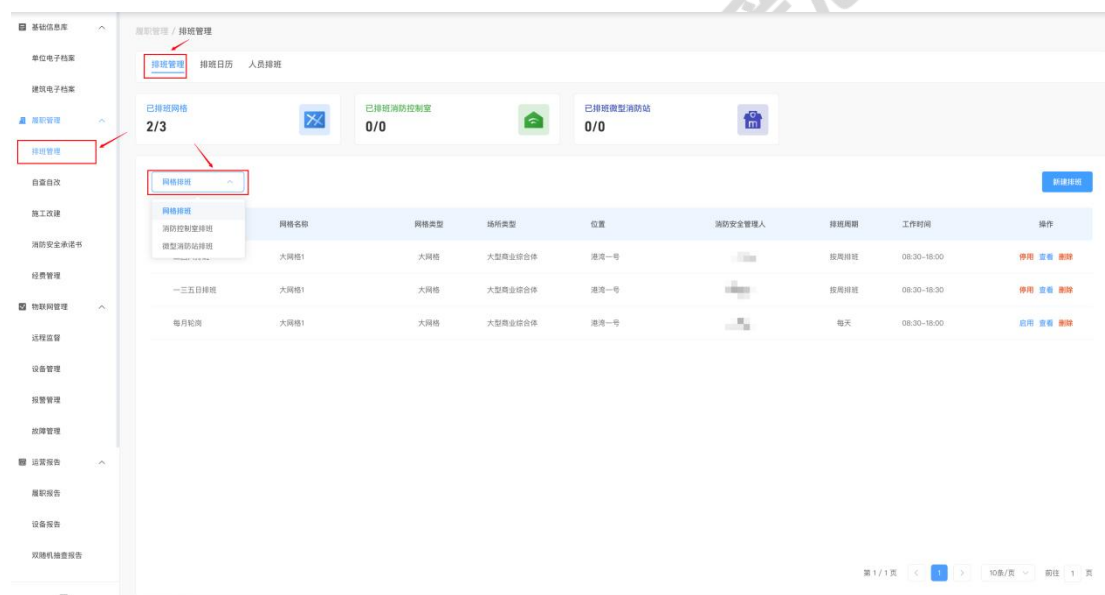 基础信息库
单位电子档案
建筑电子档案
履职管理
排班管理
自查自改
施工改建
消防安全承诺书
经费管理
物联网管理
远程监督
设备管理
报警管理
故障管理
运营报告
履职报告
设备报告
双随机抽查报告
履职管理 / 排班管理
排班管理 排班日历 人员排班
已排班网格
2/3
已排班消防控制室
0/0
已排班微型消防站
0/0
网格排班
新建排班
网格排班
消防控制室排班
微型消防站排班
网格名称 网格类型 场所类型 位置 消防安全管理人 排班周期 工作时间 操作
大网格1 大网格 大型商业综合体 港湾一号 按周排班 08:30-18:00 停用 查看 删除
一三五日排班 大网格1 大网格 大型商业综合体 港湾一号 按周排班 08:30-18:30 停用 查看 删除
每月轮岗 大网格1 大网格 大型商业综合体 港湾一号 每天 08:30-18:00 启用 查看 删除
第 1 / 1 页 1 10条/页 前往 1 页